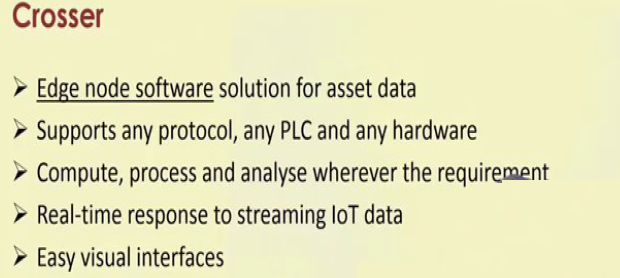 Crosser
➤ Edge node software solution for asset data
➤ Supports any protocol, any PLC and any hardware
➤ Compute, process and analyse wherever the requirement
➤ Real-time response to streaming IoT data
➤ Easy visual interfaces